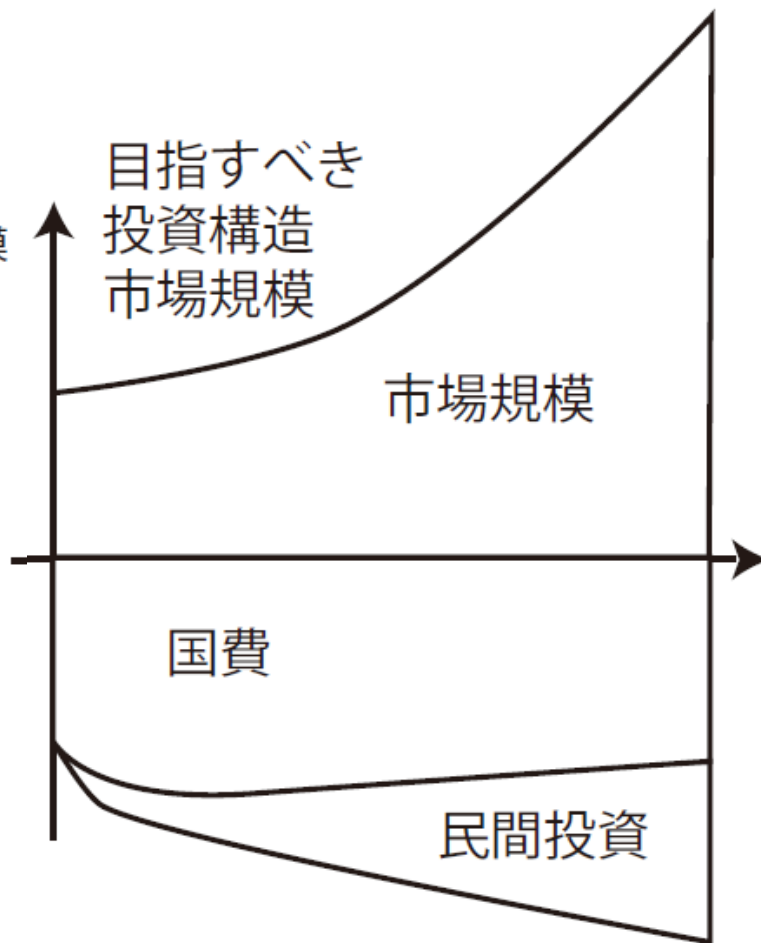 目指すべき
投資構造
市場規模
模
市場規模
国費
民間投資